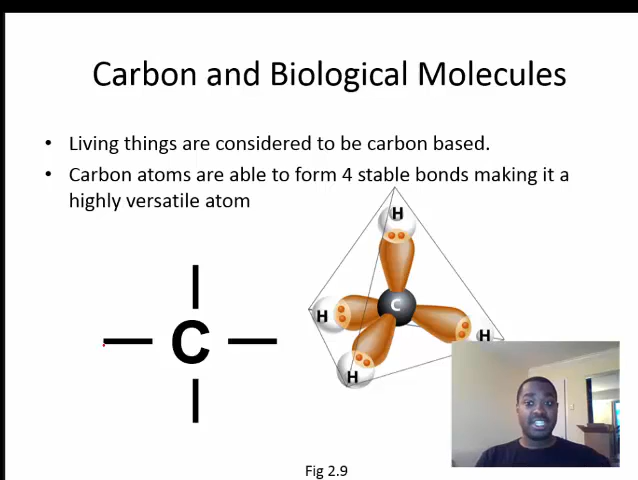 Carbon and Biological Molecules
• Living things are considered to be carbon based.
• Carbon atoms are able to form 4 stable bonds making it a
highly versatile atom
H
C
H
H
H
C
Fig 2.9